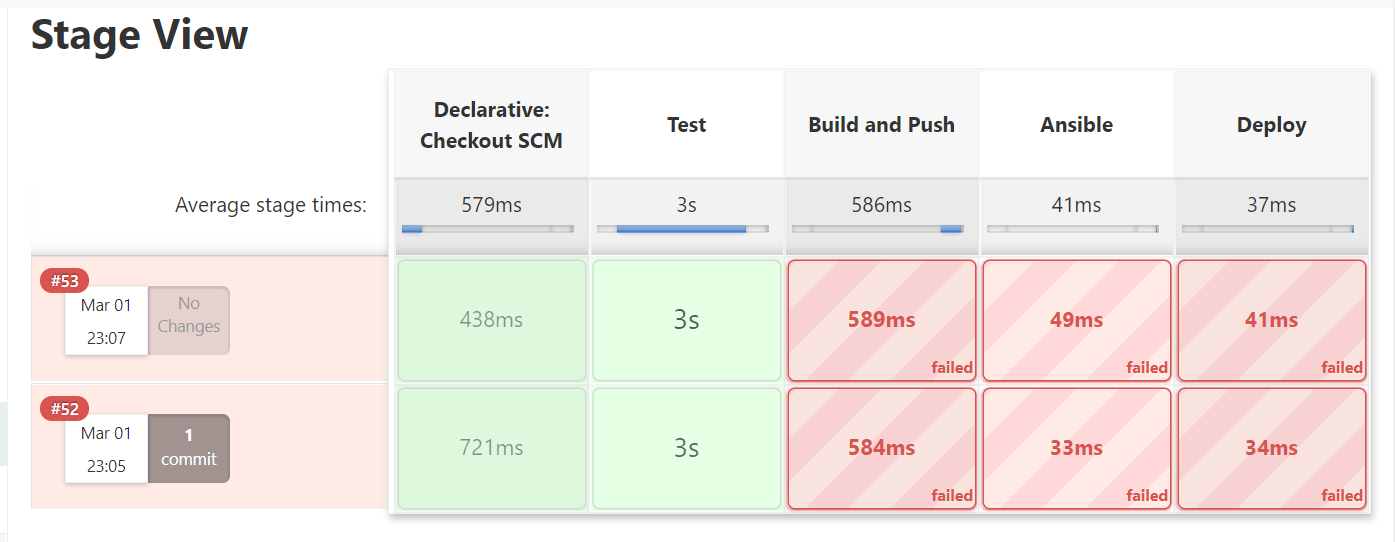 Stage View
Declarative:
Checkout SCM
Test
Build and Push
Ansible
Deploy
Average stage times:
579ms
3s
586ms
41ms
37ms
#53
Mar 01
23:07
No
Changes
438ms
3s
589ms
failed
49ms
failed
41ms
failed
#52
Mar 01
23:05
1
commit
721ms
3s
584ms
failed
33ms
failed
34ms
failed